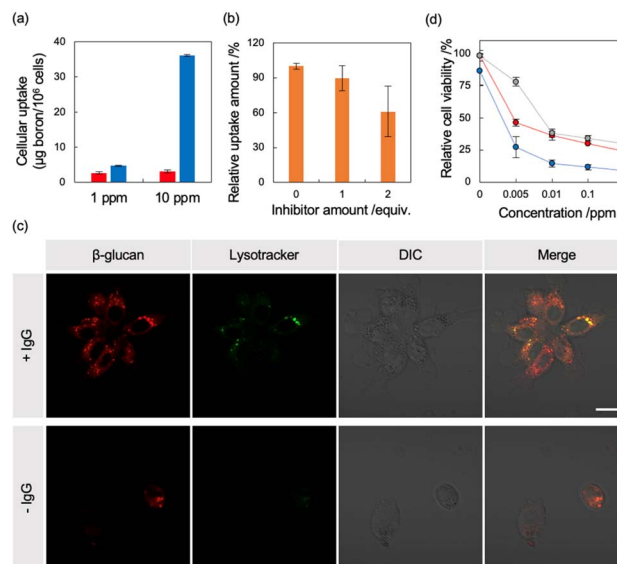 (a)
Cellular uptake
(μg boron/10⁶ cells)
40
30
20
10
0
1 ppm
10 ppm
(b)
Relative uptake amount /%
120
90
60
30
0
0
1
2
Inhibitor amount /equiv.
(d)
Relative cell viability /%
100
75
50
25
0
0
0.005
0.01
0.1
Concentration /ppm
(c)
β-glucan
Lysotracker
DIC
Merge
+ IgG
- IgG